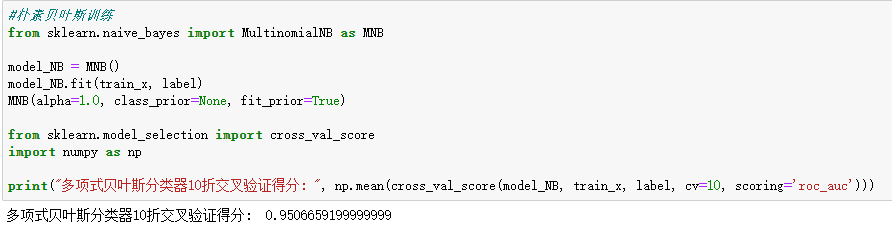 #朴素贝叶斯训练
from sklearn.naive_bayes import MultinomialNB as MNB
model_NB = MNB()
model_NB.fit(train_x, label)
MNB(alpha=1.0, class_prior=None, fit_prior=True)
from sklearn.model_selection import cross_val_score
import numpy as np
print("多项式贝叶斯分类器10折交叉验证得分: ", np.mean(cross_val_score(model_NB, train_x, label, cv=10, scoring='roc_auc')))
多项式贝叶斯分类器10折交叉验证得分:  0.9506659199999999